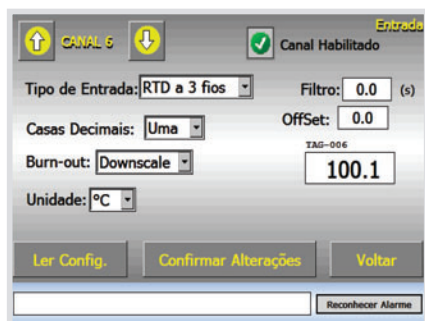 Entrada
CANAL 6
Canal Habilitado
Tipo de Entrada: RTD a 3 fios
Filtro: 0.0 (s)
Casas Decimais: Uma
OffSet: 0.0
Burn-out: Downscale
TAG-006
100.1
Unidade: ºC
Ler Config.
Confirmar Alterações
Voltar
Reconhecer Alarme